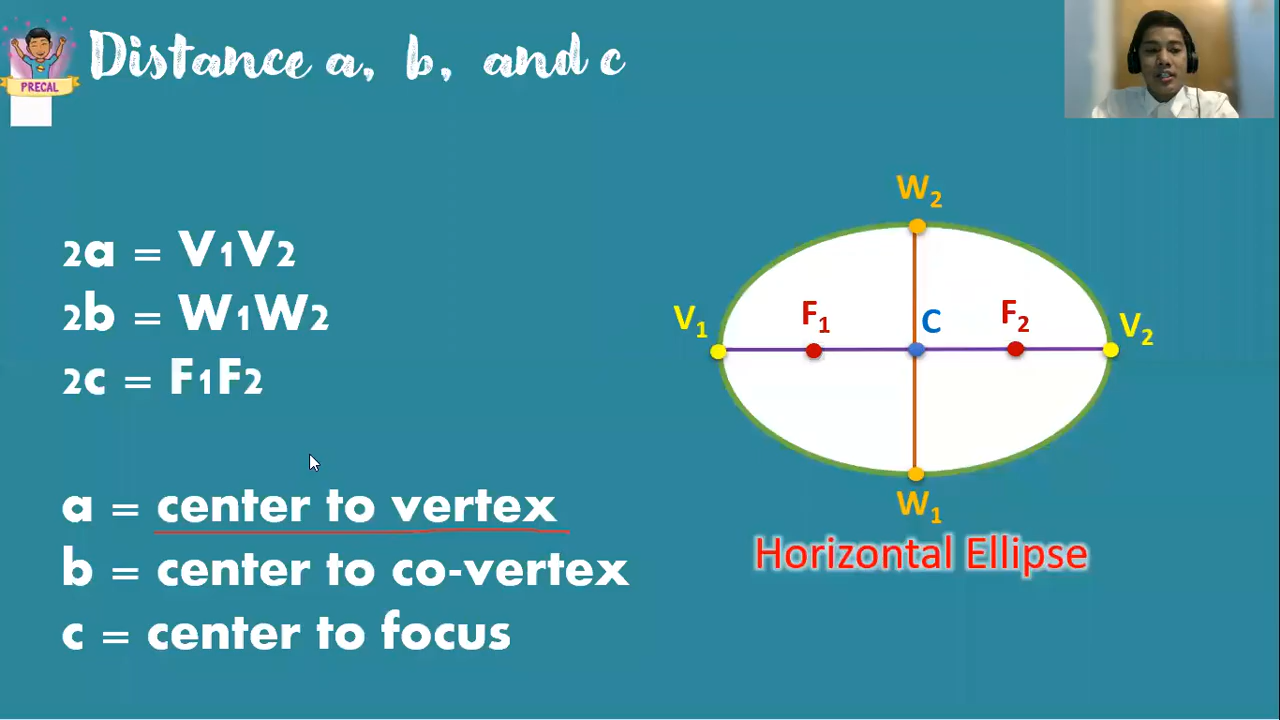 Distance a, b, and c
PRECAL
2a = V1V2
2b = W1W2
2c = F1F2
a = center to vertex
b = center to co-vertex
c = center to focus
W2
V1
F1
C
F2
V2
W1
Horizontal Ellipse